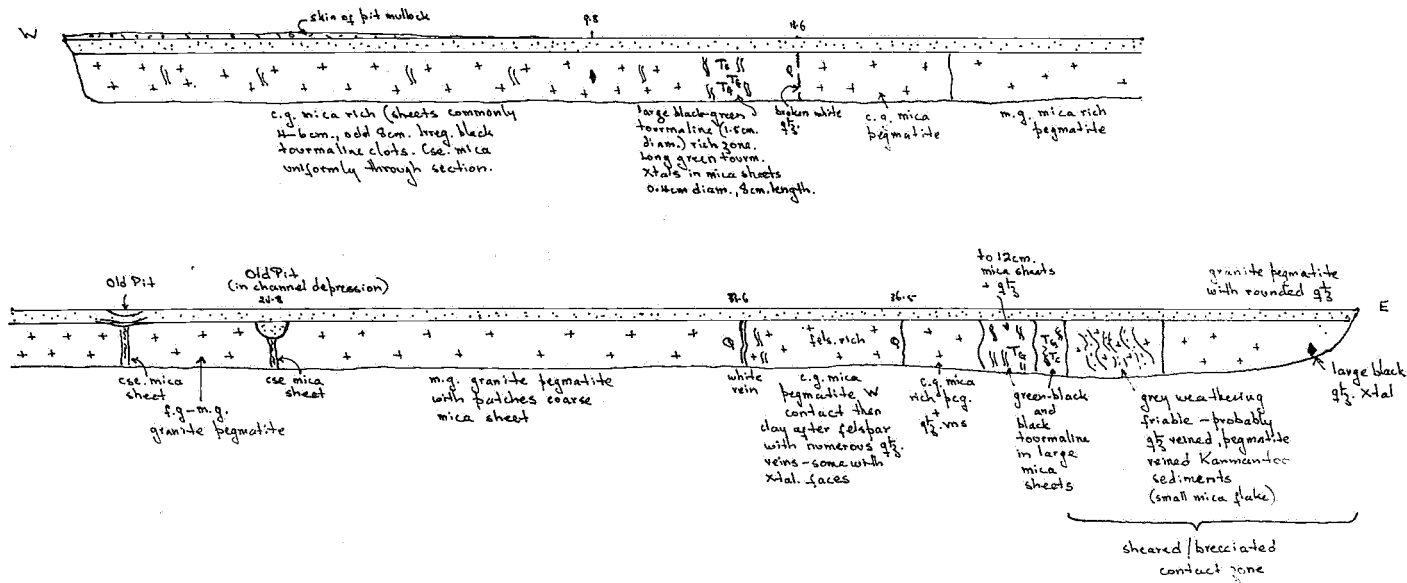 skin of pit mullock
W
9.8
14.6
T G
T G
T G
Q
c.g. mica rich (sheets commonly
4-6cm., odd 8cm. Irreg. black
tourmaline clots. Cse. mica
uniformly through section.
large black-green
tourmaline (1.5cm.
diam.) rich zone.
Long green tourm.
Xtals in mica sheets
0.4cm diam., 8cm. length.
broken white
qtz.
c.g. mica
pegmatite
m.g. mica rich
pegmatite
Old Pit
Old Pit
(in channel depression)
to 12cm.
mica sheets
+ qtz
granite pegmatite
with rounded qtz
E
36.5
Q
fels. rich
Q
T G
T G
T G
cse. mica
sheet
f.g-m.g.
granite pegmatite
cse mica
sheet
m.g. granite pegmatite
with patches coarse
mica sheet
white
vein
c.g. mica
pegmatite W
contact then
clay after felspar
with numerous qtz.
veins-some with
Xtal. faces
c.g. mica
rich peg.
+
qtz. vns
green-black
and
black
tourmaline
in large
mica
sheets
grey weathering
friable - probably
qtz veined, pegmatite
veined Kanmantoo
sediments
(small mica flake)
large black
qtz. Xtal
sheared/brecciated
contact zone